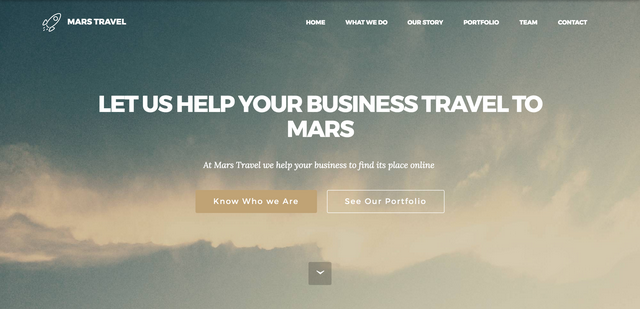 MARS TRAVEL
HOME WHAT WE DO OUR STORY PORTFOLIO TEAM CONTACT
LET US HELP YOUR BUSINESS TRAVEL TO
MARS
At Mars Travel we help your business to find its place online
Know Who we Are See Our Portfolio